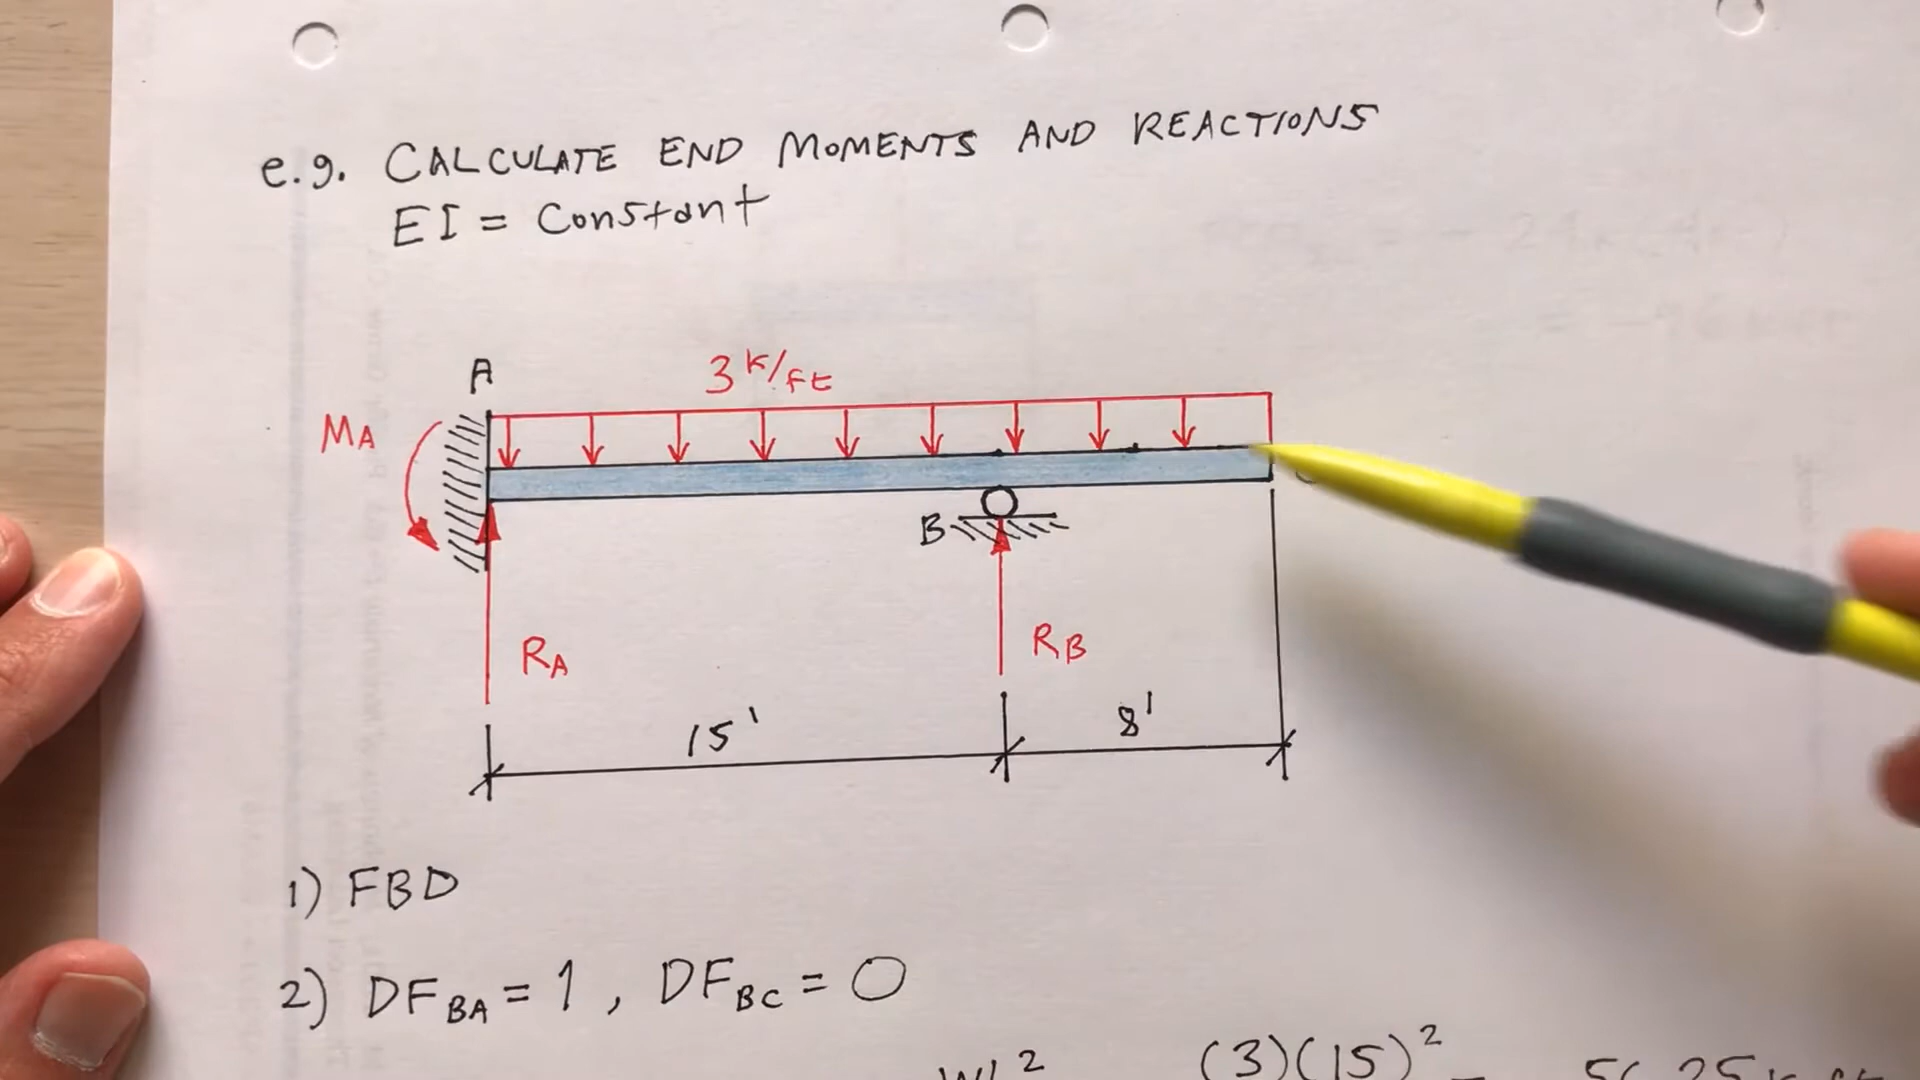 e.g. CALCULATE END MOMENTS AND REACTIONS
EI = Constant
A
3 k/ft
MA
B
RA
RB
15'
8'
1) FBD
2) DFBA = 1 , DFBC = 0
(3)(15)²